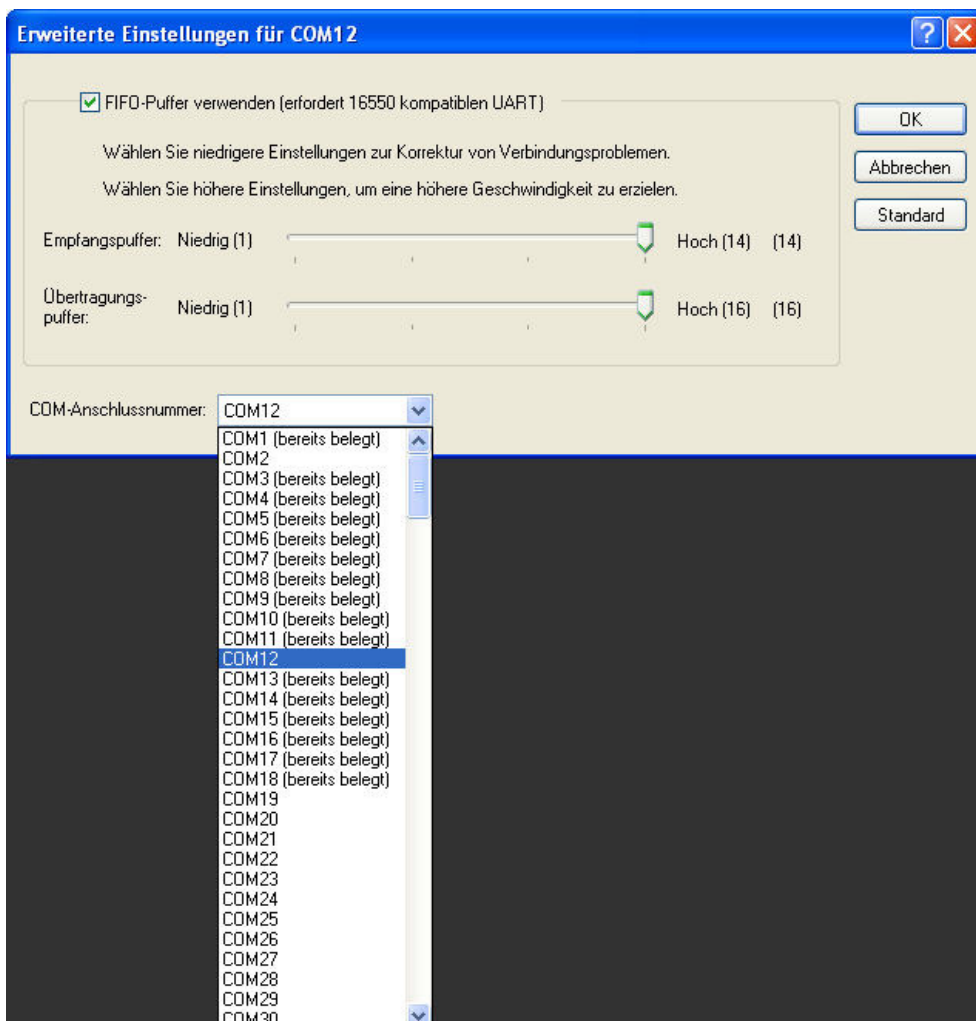 Erweiterte Einstellungen für COM12
FIFO-Puffer verwenden (erfordert 16550 kompatiblen UART)
OK
Wählen Sie niedrigere Einstellungen zur Korrektur von Verbindungsproblemen.
Abbrechen
Wählen Sie höhere Einstellungen, um eine höhere Geschwindigkeit zu erzielen.
Standard
Empfangspuffer: Niedrig (1) Hoch (14) (14)
Übertragungs-
puffer: Niedrig (1) Hoch (16) (16)
COM-Anschlussnummer: COM12
COM1 (bereits belegt)
COM2
COM3 (bereits belegt)
COM4 (bereits belegt)
COM5 (bereits belegt)
COM6 (bereits belegt)
COM7 (bereits belegt)
COM8 (bereits belegt)
COM9 (bereits belegt)
COM10 (bereits belegt)
COM11 (bereits belegt)
COM12
COM13 (bereits belegt)
COM14 (bereits belegt)
COM15 (bereits belegt)
COM16 (bereits belegt)
COM17 (bereits belegt)
COM18 (bereits belegt)
COM19
COM20
COM21
COM22
COM23
COM24
COM25
COM26
COM27
COM28
COM29
COM30